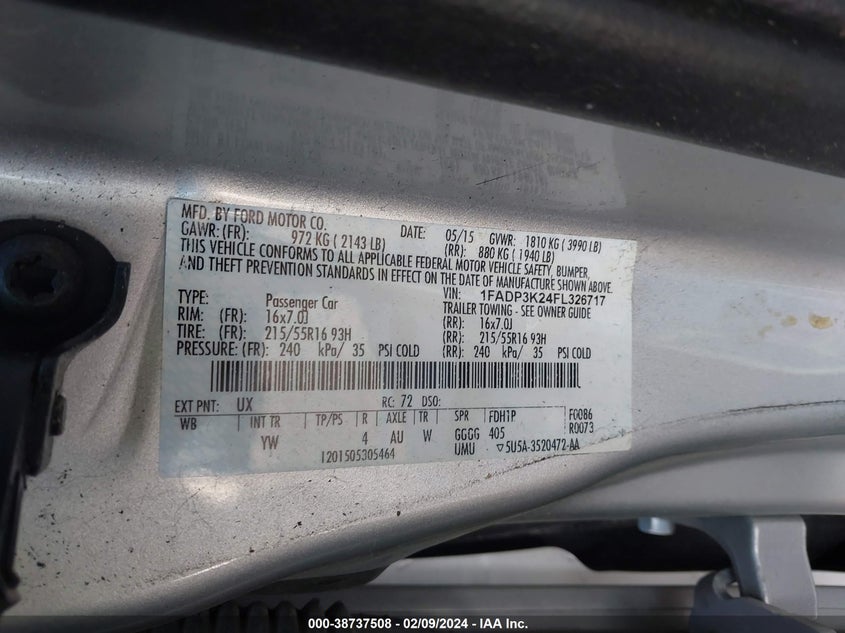 MFD. BY FORD MOTOR CO. DATE: 05/15 GVWR: 1810 KG ( 3990 LB)
GAWR: (FR): 972 KG ( 2143 LB) (RR): 880 KG ( 1940 LB)
THIS VEHICLE CONFORMS TO ALL APPLICABLE FEDERAL MOTOR VEHICLE SAFETY, BUMPER,
AND THEFT PREVENTION STANDARDS IN EFFECT ON THE DATE OF MANUFACTURE SHOWN ABOVE.
VIN: 1FADP3K24FL326717
TYPE: Passenger Car TRAILER TOWING - SEE OWNER GUIDE
RIM: (FR) 16x7.0J (RR): 16x7.0J
TIRE: (FR) 215/55R16 93H (RR): 215/55R16 93H
PRESSURE: (FR): 240 kPa/ 35 PSI COLD (RR): 240 kPa/ 35 PSI COLD
EXT PNT: UX RC: 72 DSO: F0086
WB INT TR TP/PS R AXLE TR SPR FDH1P R0073
YW 4 AU W GGGG 405
I201505305464 UMU ▽5U5A-3520472-AA
000-38737508 - 02/09/2024 - IAA Inc.